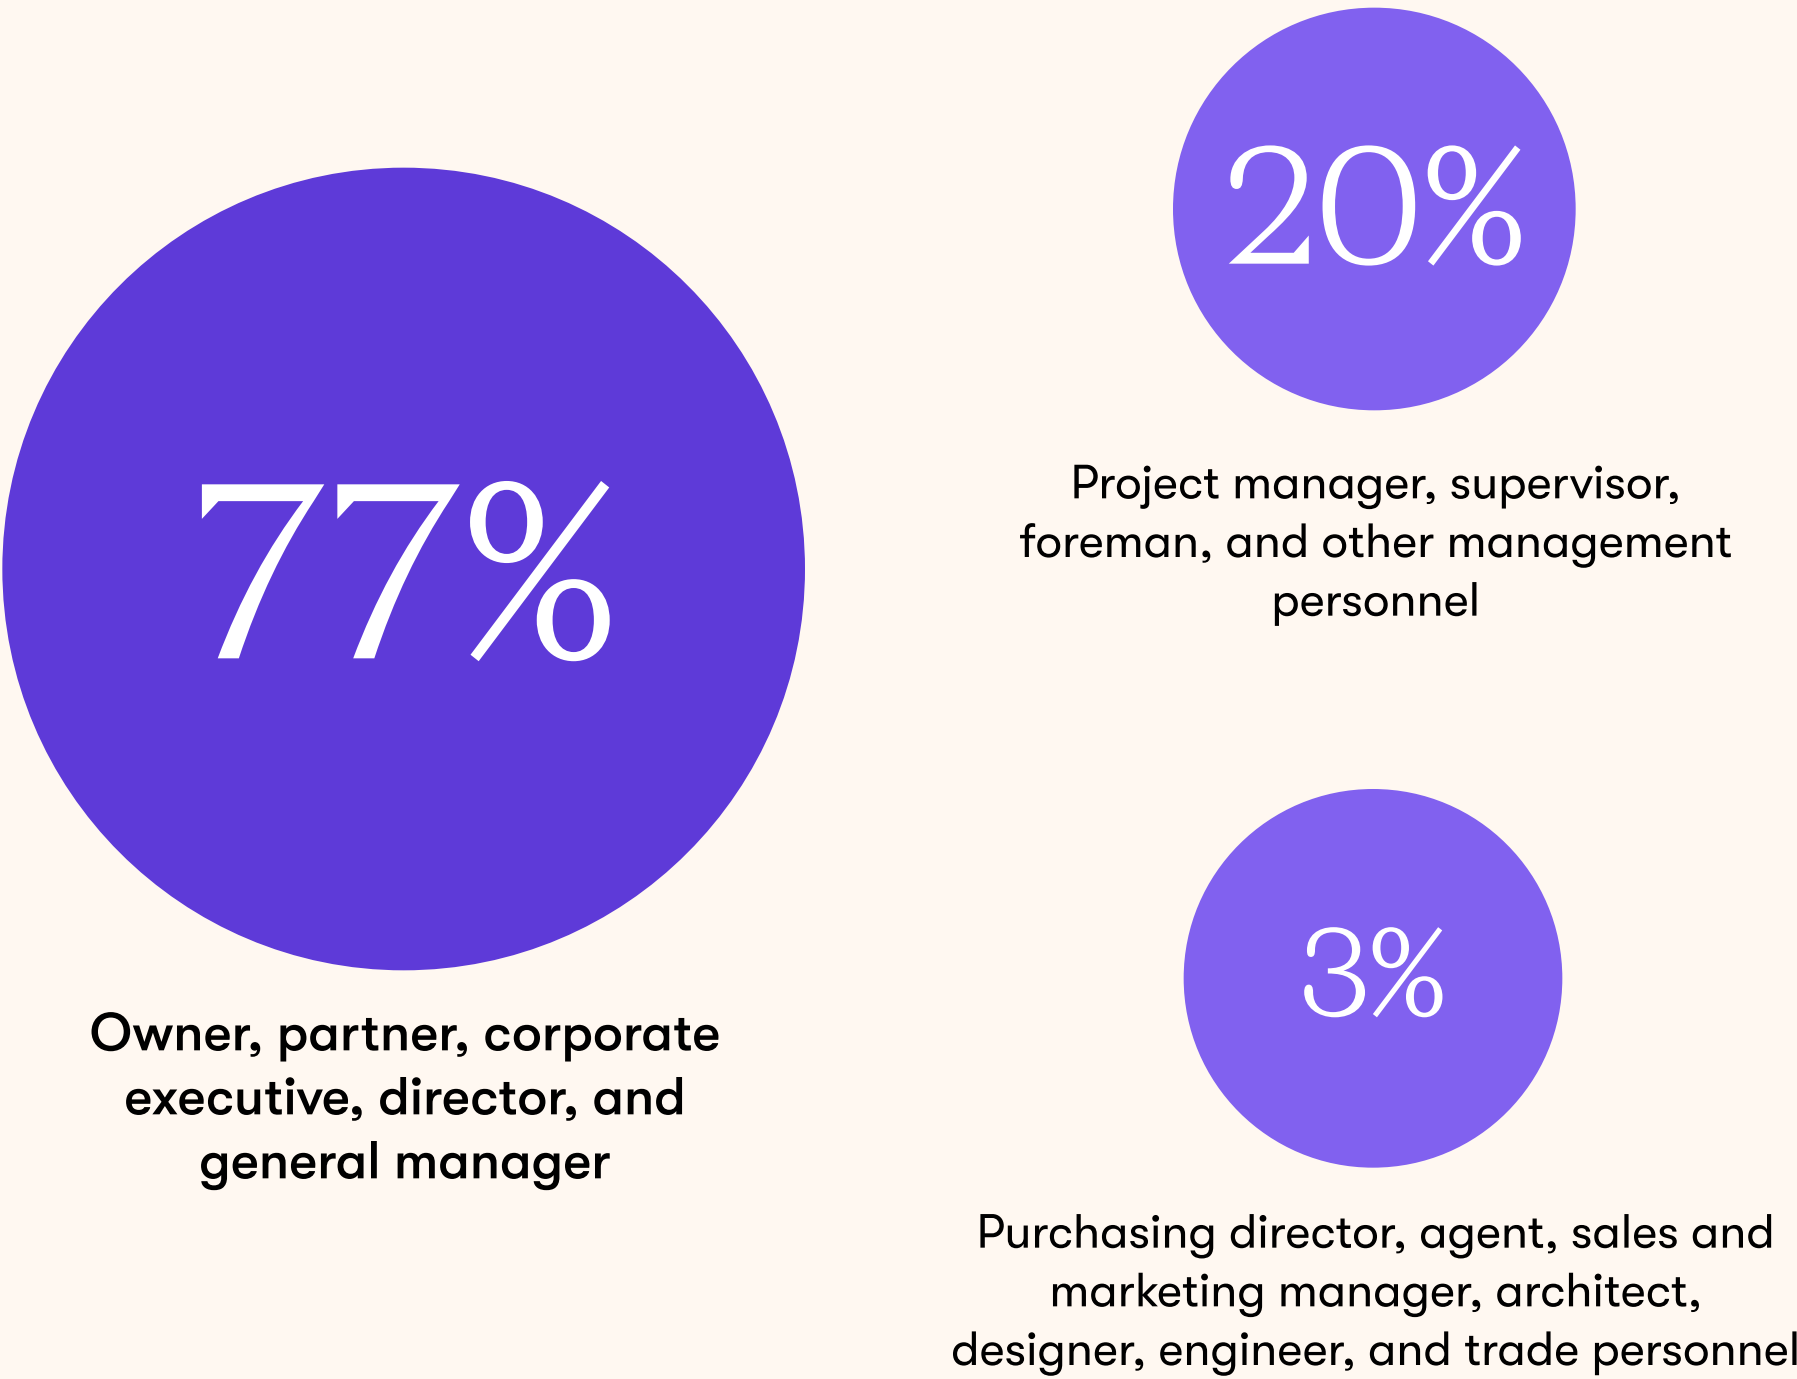 77%
Owner, partner, corporate
executive, director, and
general manager
20%
Project manager, supervisor,
foreman, and other management
personnel
3%
Purchasing director, agent, sales and
marketing manager, architect,
designer, engineer, and trade personnel